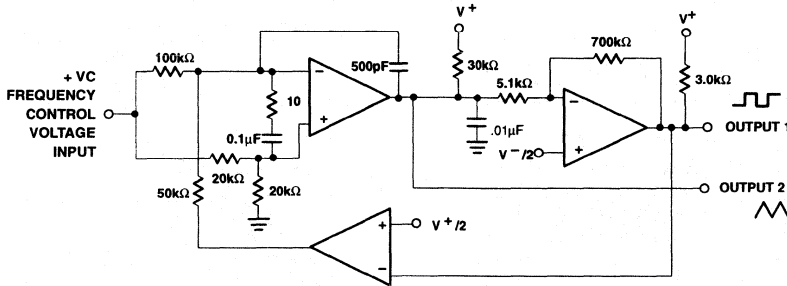 V+
V+
700kΩ
100kΩ
500pF
30kΩ
5.1kΩ
3.0kΩ
+ VC
FREQUENCY
CONTROL
VOLTAGE
INPUT
−
10
+
0.1μF
.01μF
−
+
V−/2
OUTPUT 1
20kΩ
50kΩ
20kΩ
OUTPUT 2
+
V+/2
−